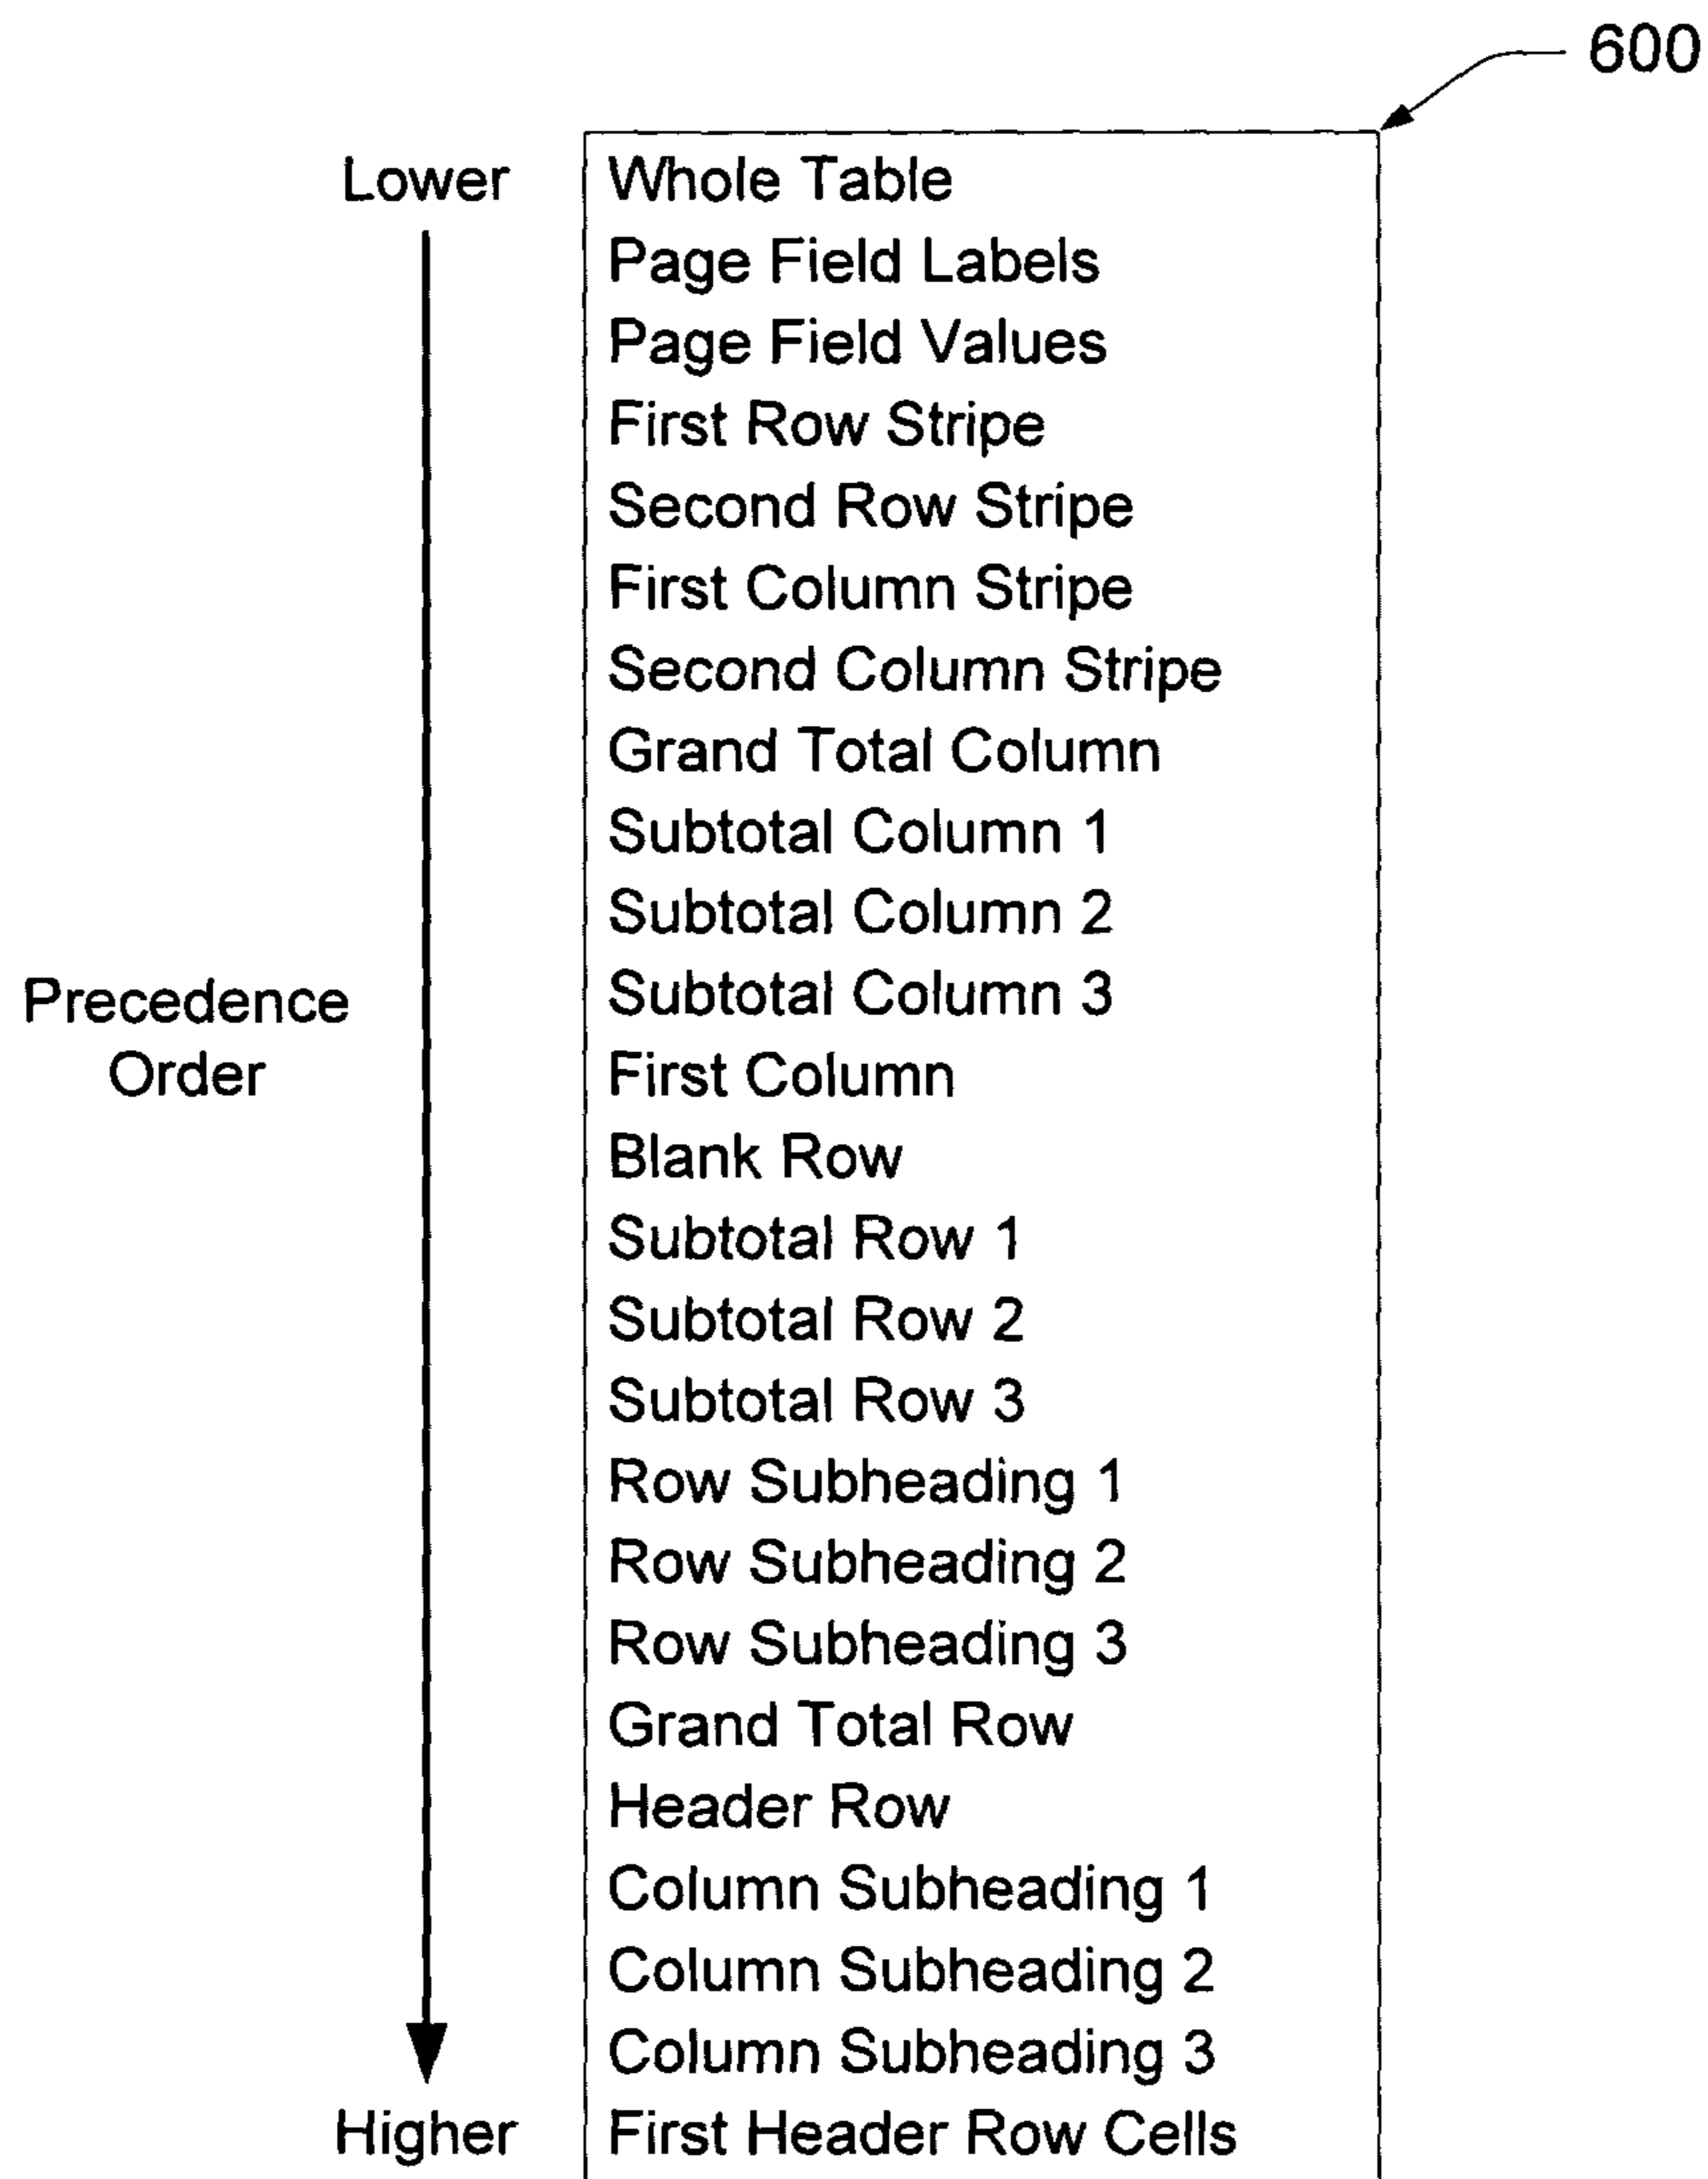 600
Lower
Whole Table
Page Field Labels
Page Field Values
First Row Stripe
Second Row Stripe
First Column Stripe
Second Column Stripe
Grand Total Column
Subtotal Column 1
Subtotal Column 2
Subtotal Column 3
Precedence
Order
First Column
Blank Row
Subtotal Row 1
Subtotal Row 2
Subtotal Row 3
Row Subheading 1
Row Subheading 2
Row Subheading 3
Grand Total Row
Header Row
Column Subheading 1
Column Subheading 2
Column Subheading 3
Higher
First Header Row Cells